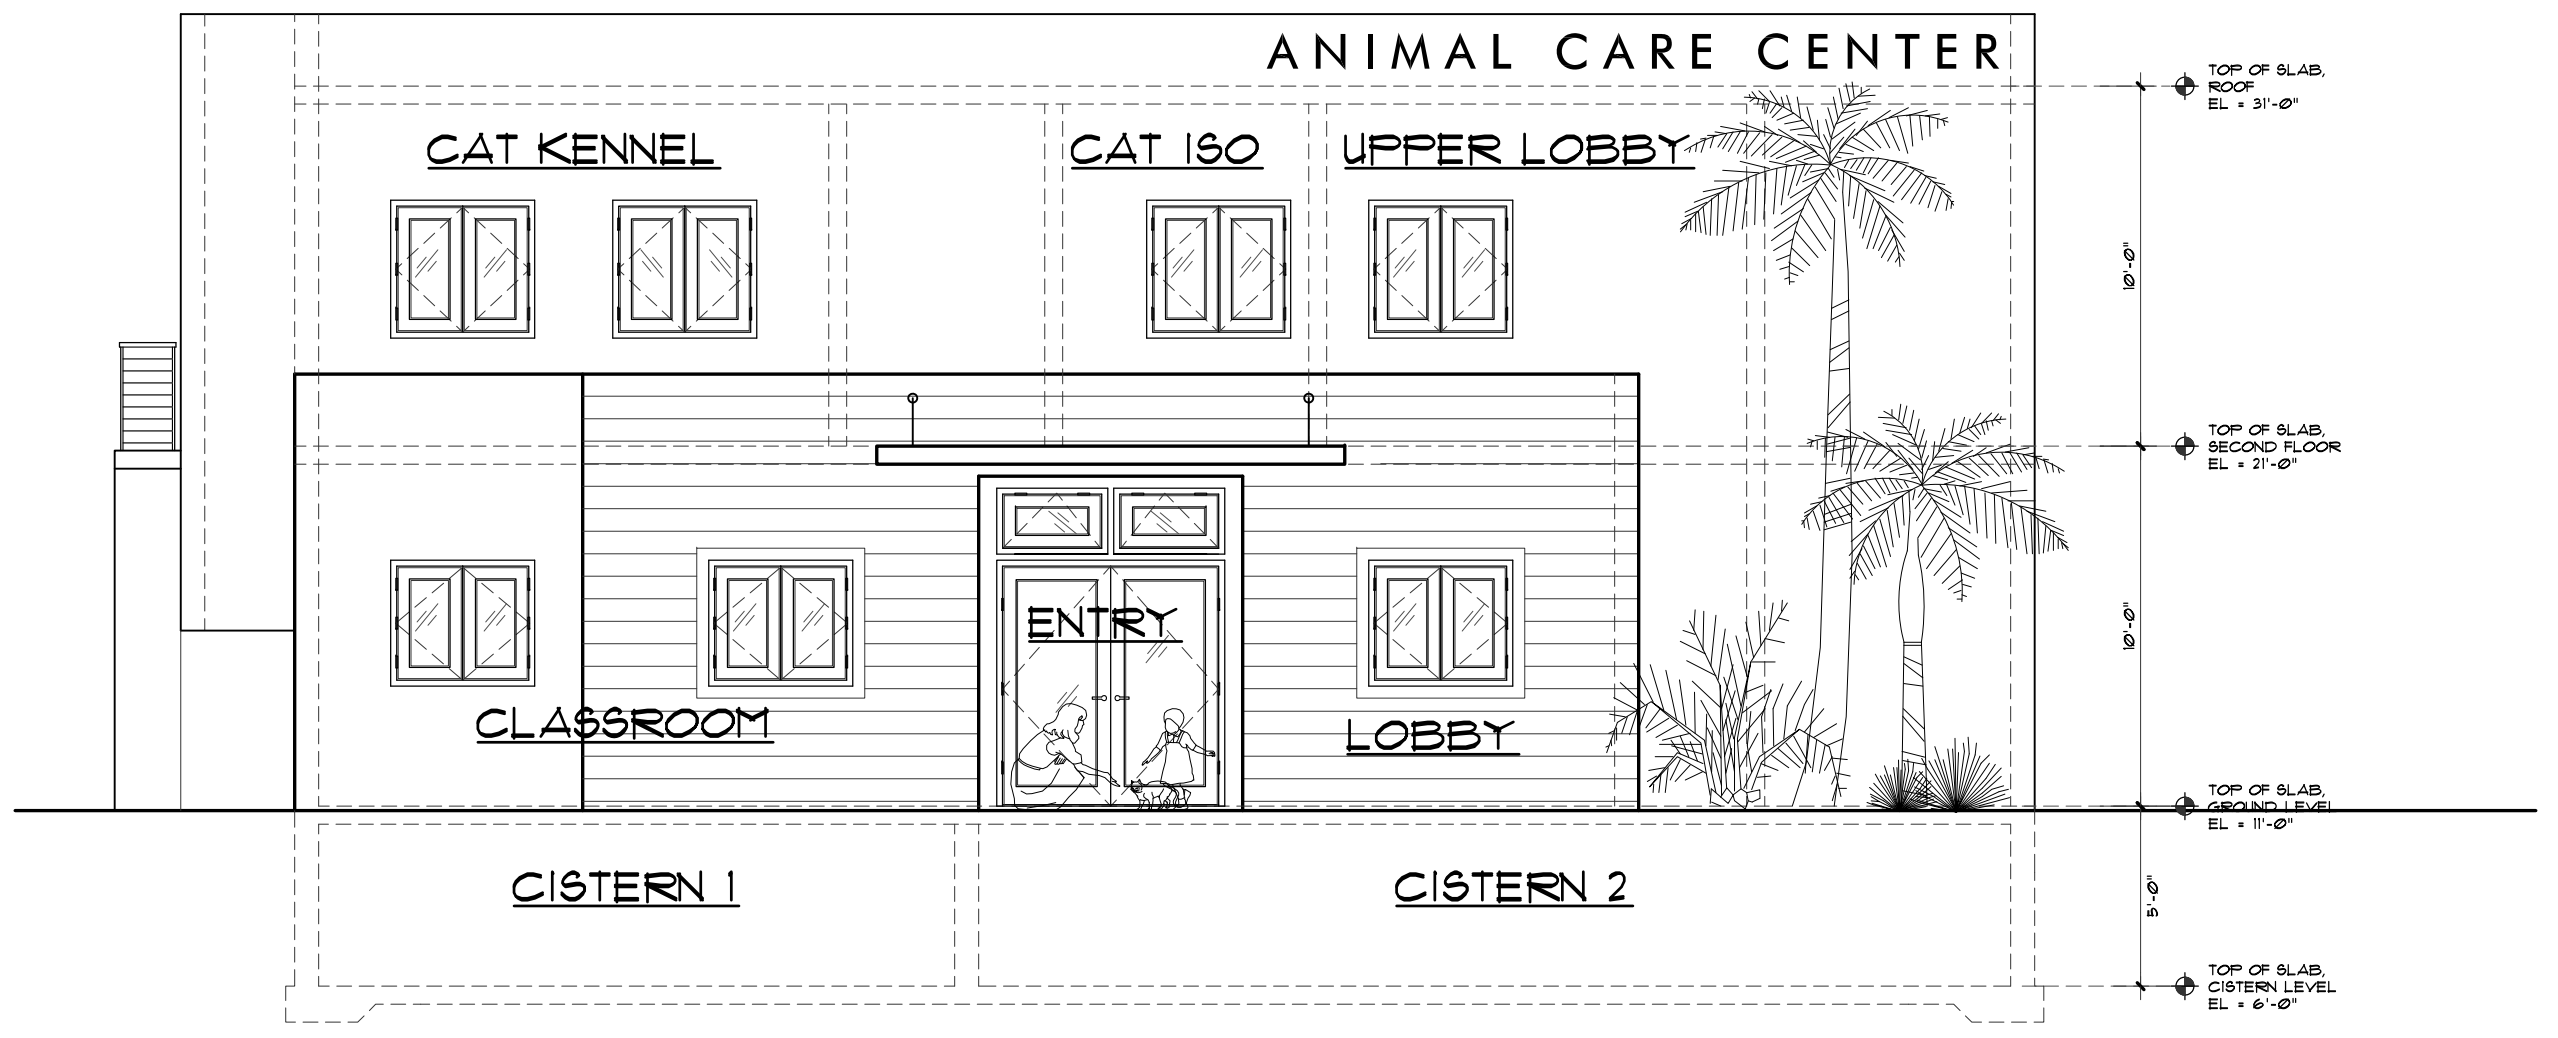 ANIMAL CARE CENTER
TOP OF SLAB,
ROOF
EL = 31'-0"
CAT KENNEL
CAT ISO
UPPER LOBBY
10'-0"
TOP OF SLAB,
SECOND FLOOR
EL = 21'-0"
ENTRY
10'-0"
CLASSROOM
LOBBY
TOP OF SLAB,
GROUND LEVEL
EL = 11'-0"
CISTERN 1
CISTERN 2
5'-0"
TOP OF SLAB,
CISTERN LEVEL
EL = 6'-0"